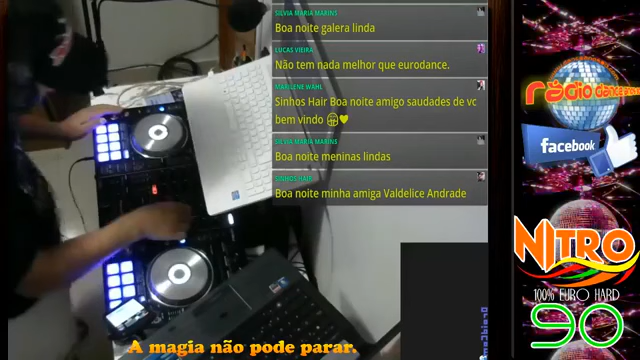 SILVIA MARIA MARINS
Boa noite galera linda
LUCAS VIEIRA
Não tem nada melhor que eurodance.
MARILENE WAHL
Sinhos Hair Boa noite amigo saudades de vc
bem vindo 🤗♥
SILVIA MARIA MARINS
Boa noite meninas lindas
SINHOS HAIR
Boa noite minha amiga Valdelice Andrade
A magia não pode parar.
facebook
NITRO
100% EURO HARD
90